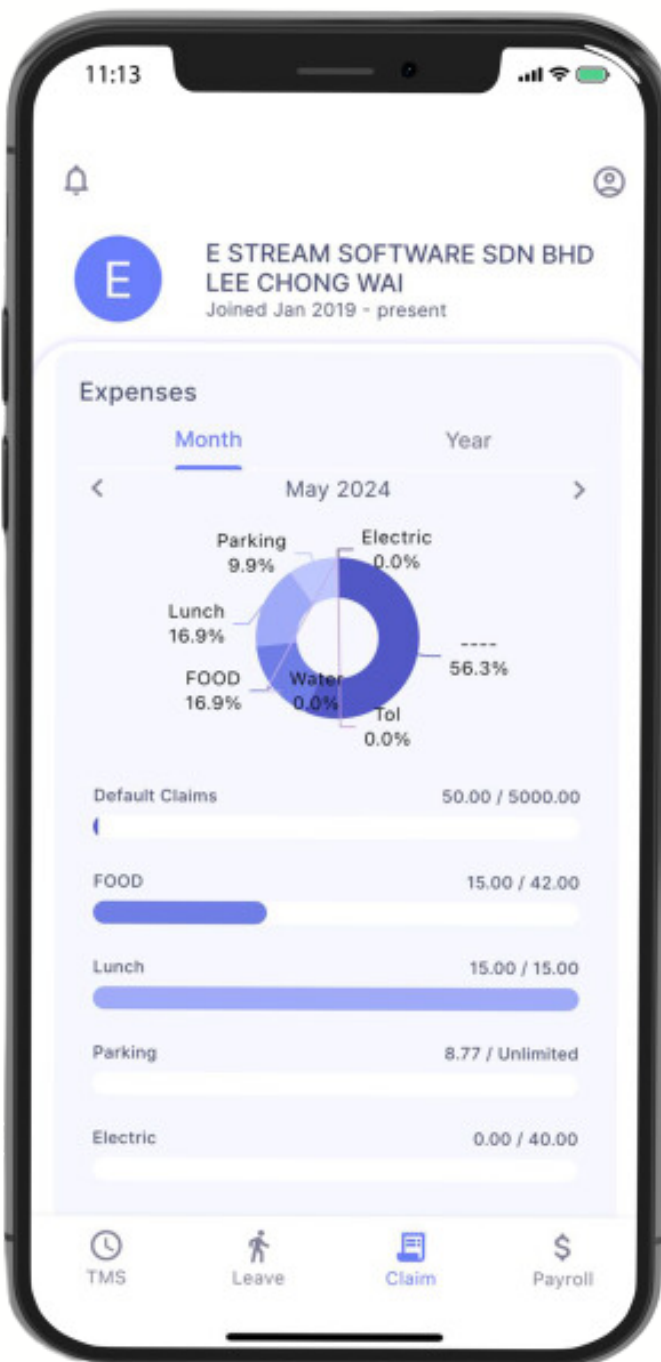 11:13
E
E STREAM SOFTWARE SDN BHD
LEE CHONG WAI
Joined Jan 2019 - present
Expenses
Month
Year
May 2024
Parking
9.9%
Electric
0.0%
Lunch
16.9%
----
56.3%
FOOD
16.9%
Water
0.0%
Tol
0.0%
Default Claims
50.00 / 5000.00
FOOD
15.00 / 42.00
Lunch
15.00 / 15.00
Parking
8.77 / Unlimited
Electric
0.00 / 40.00
TMS
Leave
Claim
Payroll